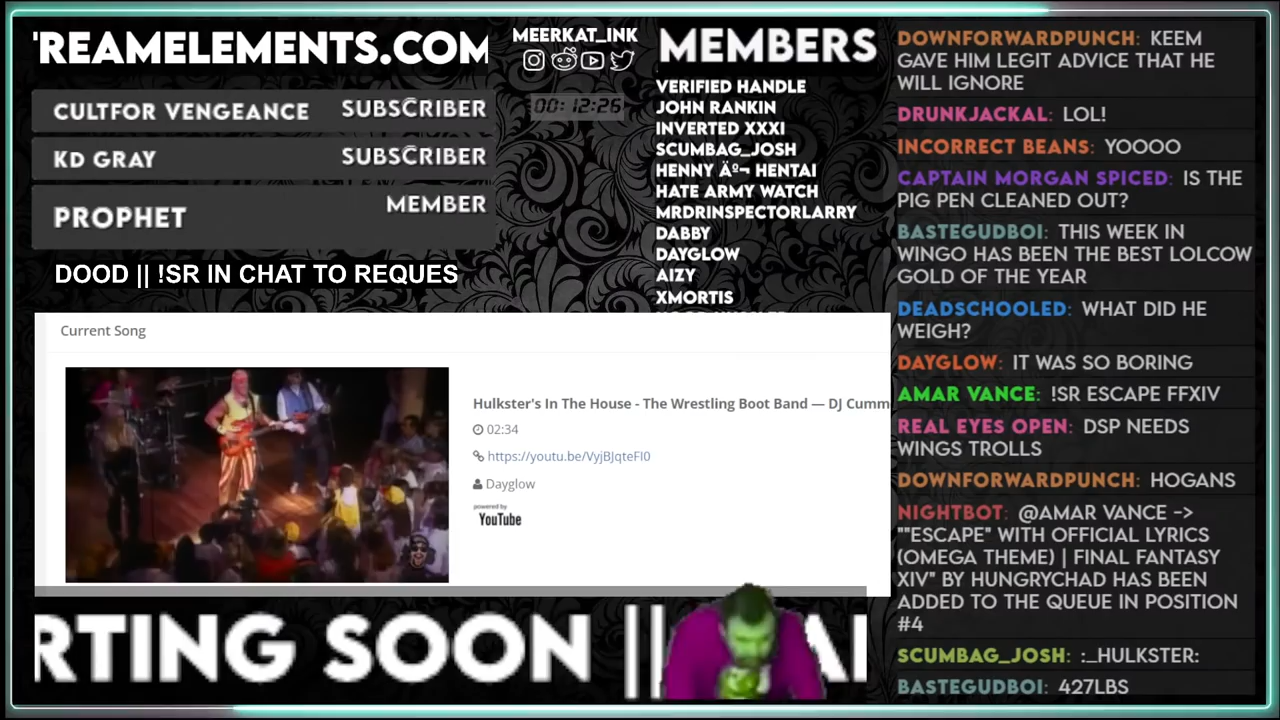 'REAMELEMENTS.COM
CULTFOR VENGEANCE SUBSCRIBER
KD GRAY SUBSCRIBER
PROPHET MEMBER
DOOD || !SR IN CHAT TO REQUES
MEERKAT_INK
00: 12:26
MEMBERS
VERIFIED HANDLE
JOHN RANKIN
INVERTED XXXI
SCUMBAG_JOSH
HENNY Äº¬ HENTAI
HATE ARMY WATCH
MRDRINSPECTORLARRY
DABBY
DAYGLOW
AIZY
XMORTIS
Current Song
Hulkster's In The House - The Wrestling Boot Band — DJ Cumm
02:34
https://youtu.be/VyjBJqteFI0
Dayglow
powered by
YouTube
RTING SOON ||
DOWNFORWARDPUNCH: KEEM
GAVE HIM LEGIT ADVICE THAT HE
WILL IGNORE
DRUNKJACKAL: LOL!
INCORRECT BEANS: YOOOO
CAPTAIN MORGAN SPICED: IS THE
PIG PEN CLEANED OUT?
BASTEGUDBOI: THIS WEEK IN
WINGO HAS BEEN THE BEST LOLCOW
GOLD OF THE YEAR
DEADSCHOOLED: WHAT DID HE
WEIGH?
DAYGLOW: IT WAS SO BORING
AMAR VANCE: !SR ESCAPE FFXIV
REAL EYES OPEN: DSP NEEDS
WINGS TROLLS
DOWNFORWARDPUNCH: HOGANS
NIGHTBOT: @AMAR VANCE ->
""ESCAPE" WITH OFFICIAL LYRICS
(OMEGA THEME) | FINAL FANTASY
XIV" BY HUNGRYCHAD HAS BEEN
ADDED TO THE QUEUE IN POSITION
#4
SCUMBAG_JOSH: :_HULKSTER:
BASTEGUDBOI: 427LBS